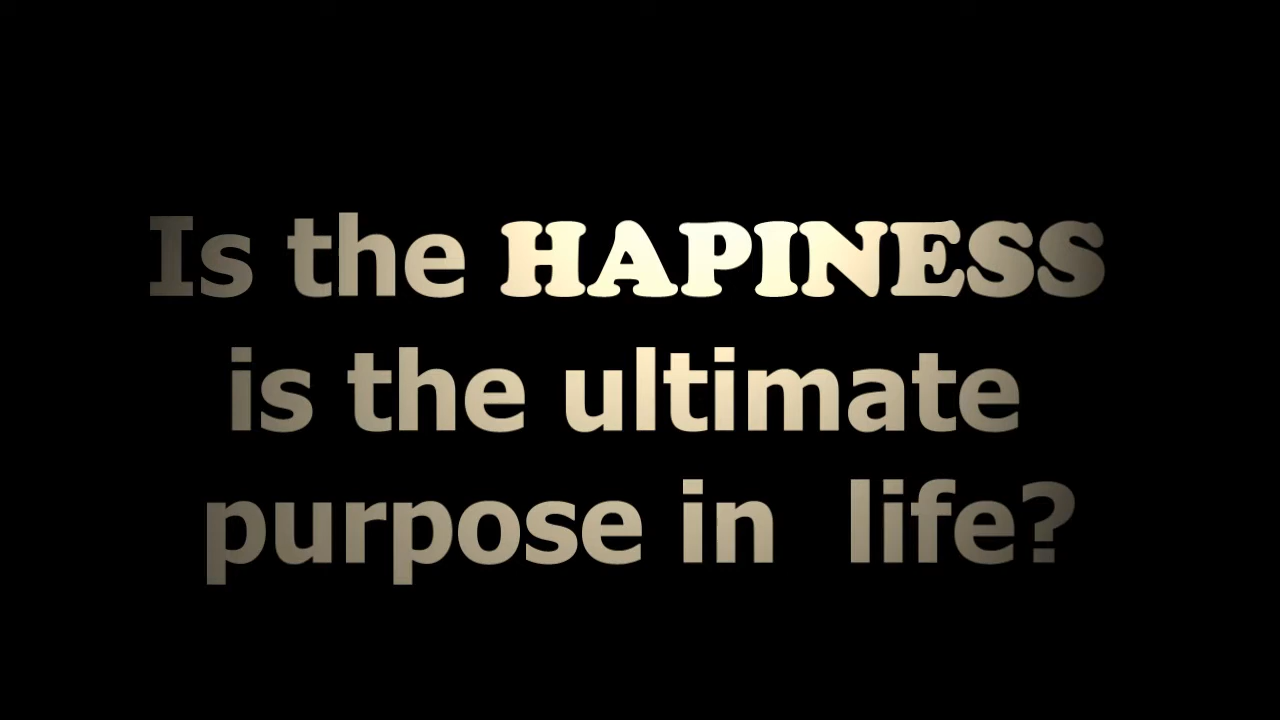 Is the HAPINESS
is the ultimate
purpose in  life?